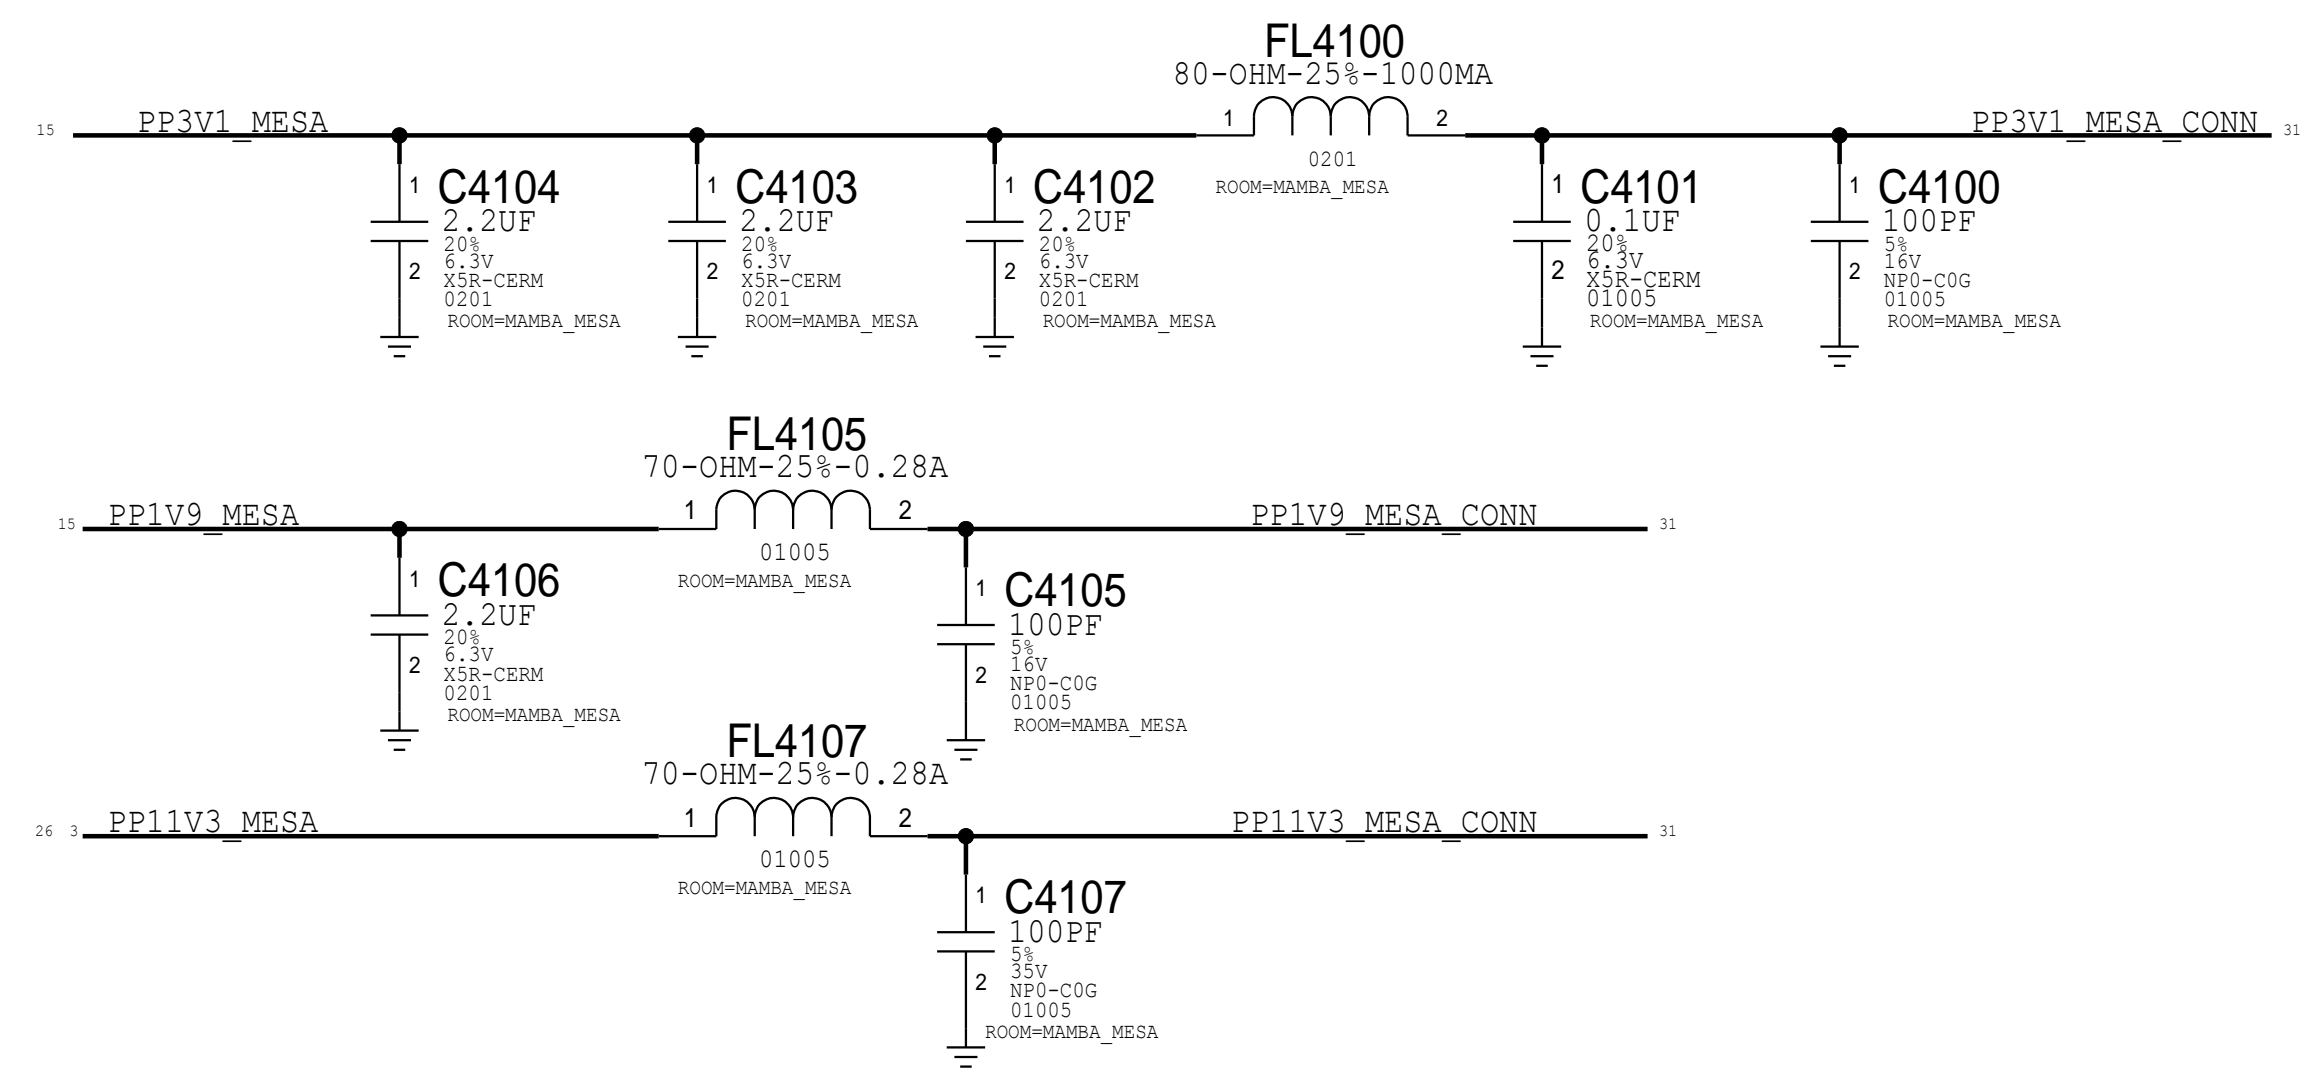 FL4100
80-OHM-25%-1000MA
15 PP3V1_MESA 1 2 PP3V1_MESA_CONN 31
0201
ROOM=MAMBA_MESA
1 C4104
2.2UF
20%
6.3V
2 X5R-CERM
0201
ROOM=MAMBA_MESA
1 C4103
2.2UF
20%
6.3V
2 X5R-CERM
0201
ROOM=MAMBA_MESA
1 C4102
2.2UF
20%
6.3V
2 X5R-CERM
0201
ROOM=MAMBA_MESA
1 C4101
0.1UF
20%
6.3V
2 X5R-CERM
01005
ROOM=MAMBA_MESA
1 C4100
100PF
5%
16V
2 NP0-C0G
01005
ROOM=MAMBA_MESA
FL4105
70-OHM-25%-0.28A
15 PP1V9_MESA 1 2 PP1V9_MESA_CONN 31
01005
ROOM=MAMBA_MESA
1 C4106
2.2UF
20%
6.3V
2 X5R-CERM
0201
ROOM=MAMBA_MESA
1 C4105
100PF
5%
16V
2 NP0-C0G
01005
ROOM=MAMBA_MESA
FL4107
70-OHM-25%-0.28A
26 3 PP11V3_MESA 1 2 PP11V3_MESA_CONN 31
01005
ROOM=MAMBA_MESA
1 C4107
100PF
5%
35V
2 NP0-C0G
01005
ROOM=MAMBA_MESA